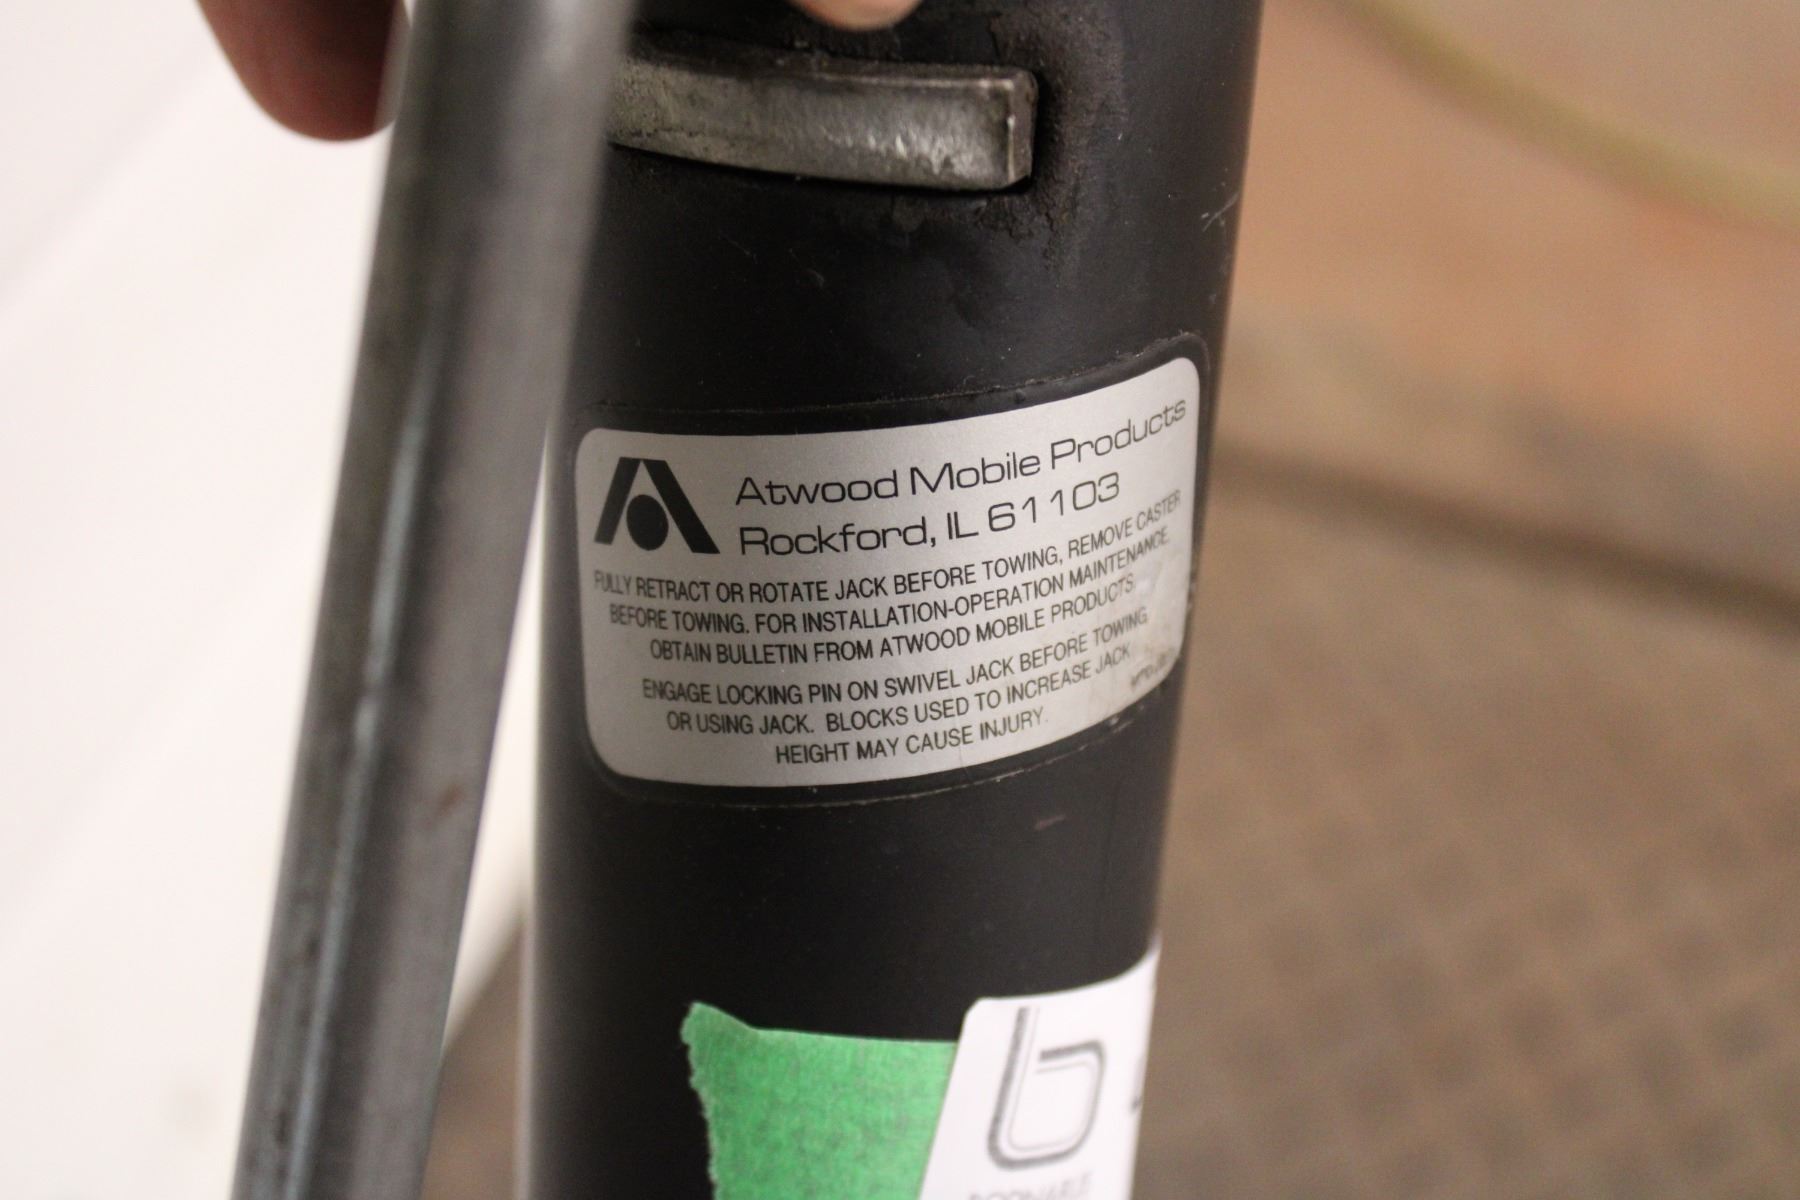 Atwood Mobile Products
Rockford, IL 61103
FULLY RETRACT OR ROTATE JACK BEFORE TOWING, REMOVE CASTER
BEFORE TOWING. FOR INSTALLATION-OPERATION MAINTENANCE,
OBTAIN BULLETIN FROM ATWOOD MOBILE PRODUCTS.
ENGAGE LOCKING PIN ON SWIVEL JACK BEFORE TOWING
OR USING JACK. BLOCKS USED TO INCREASE JACK
HEIGHT MAY CAUSE INJURY.
b